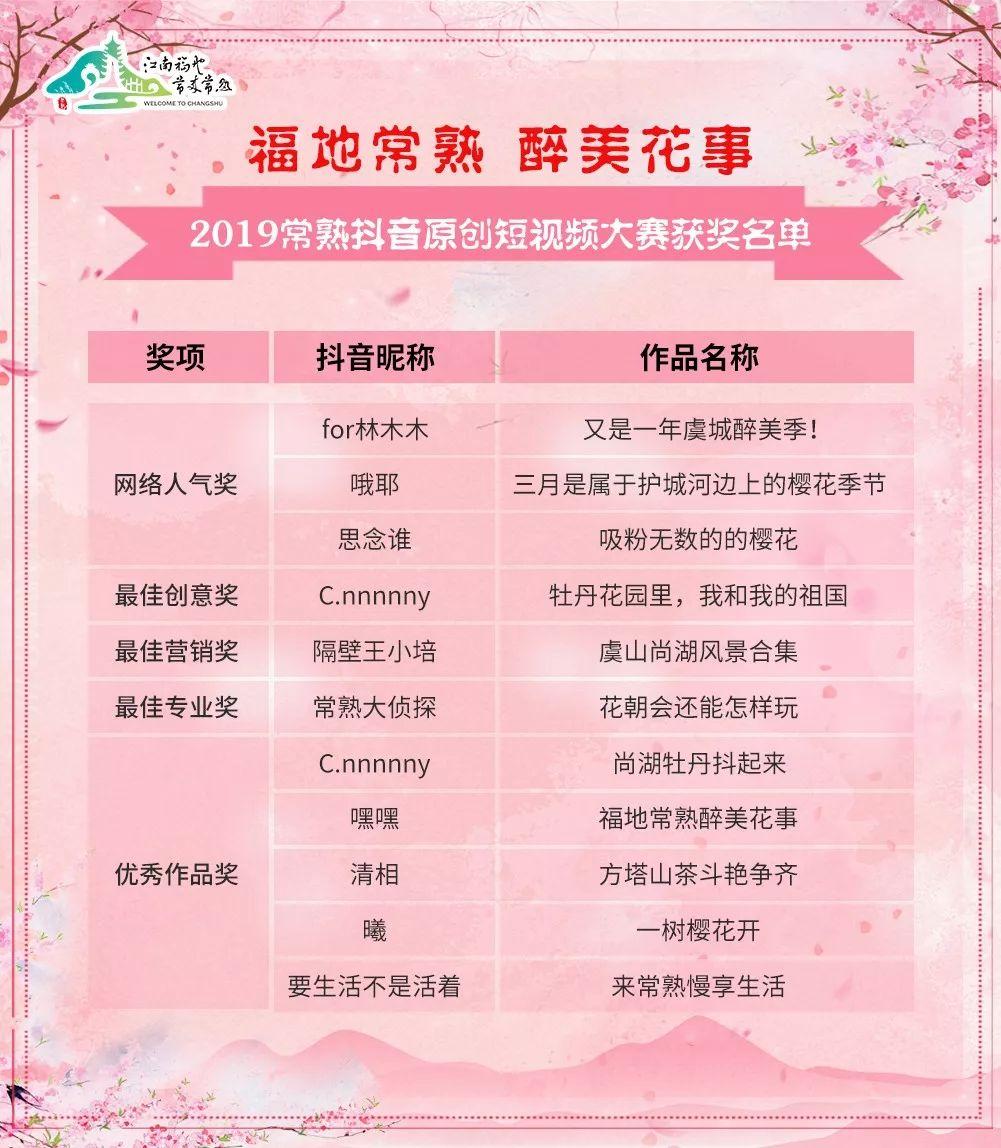 江南福地
常来常熟
WELCOME TO CHANGSHU
福地常熟 醉美花事
2019常熟抖音原创短视频大赛获奖名单
奖项 抖音昵称 作品名称
网络人气奖 for林木木 又是一年虞城醉美季！
哦耶 三月是属于护城河边上的樱花季节
思念谁 吸粉无数的的樱花
最佳创意奖 C.nnnnny 牡丹花园里，我和我的祖国
最佳营销奖 隔壁王小培 虞山尚湖风景合集
最佳专业奖 常熟大侦探 花朝会还能怎样玩
优秀作品奖 C.nnnnny 尚湖牡丹抖起来
嘿嘿 福地常熟醉美花事
清相 方塔山茶斗艳争齐
曦 一树樱花开
要生活不是活着 来常熟慢享生活